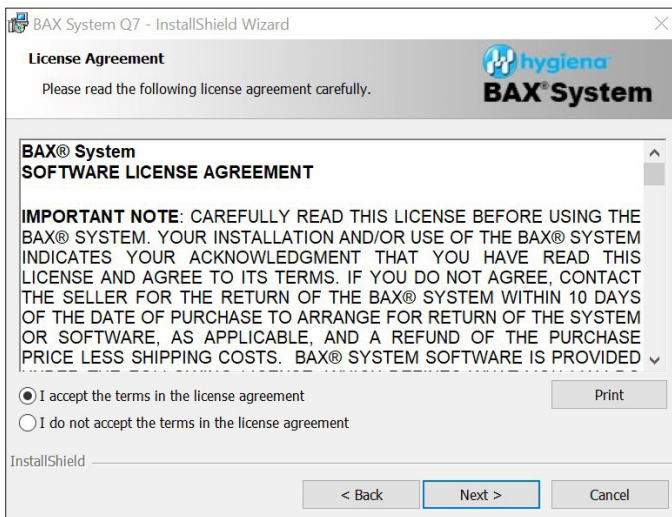 BAX System Q7 - InstallShield Wizard
License Agreement
Please read the following license agreement carefully.
hygiena
BAX®System
BAX® System
SOFTWARE LICENSE AGREEMENT
IMPORTANT NOTE: CAREFULLY READ THIS LICENSE BEFORE USING THE
BAX® SYSTEM. YOUR INSTALLATION AND/OR USE OF THE BAX® SYSTEM
INDICATES YOUR ACKNOWLEDGMENT THAT YOU HAVE READ THIS
LICENSE AND AGREE TO ITS TERMS. IF YOU DO NOT AGREE, CONTACT
THE SELLER FOR THE RETURN OF THE BAX® SYSTEM WITHIN 10 DAYS
OF THE DATE OF PURCHASE TO ARRANGE FOR RETURN OF THE SYSTEM
OR SOFTWARE, AS APPLICABLE, AND A REFUND OF THE PURCHASE
PRICE LESS SHIPPING COSTS. BAX® SYSTEM SOFTWARE IS PROVIDED
I accept the terms in the license agreement
Print
I do not accept the terms in the license agreement
InstallShield
< Back
Next >
Cancel